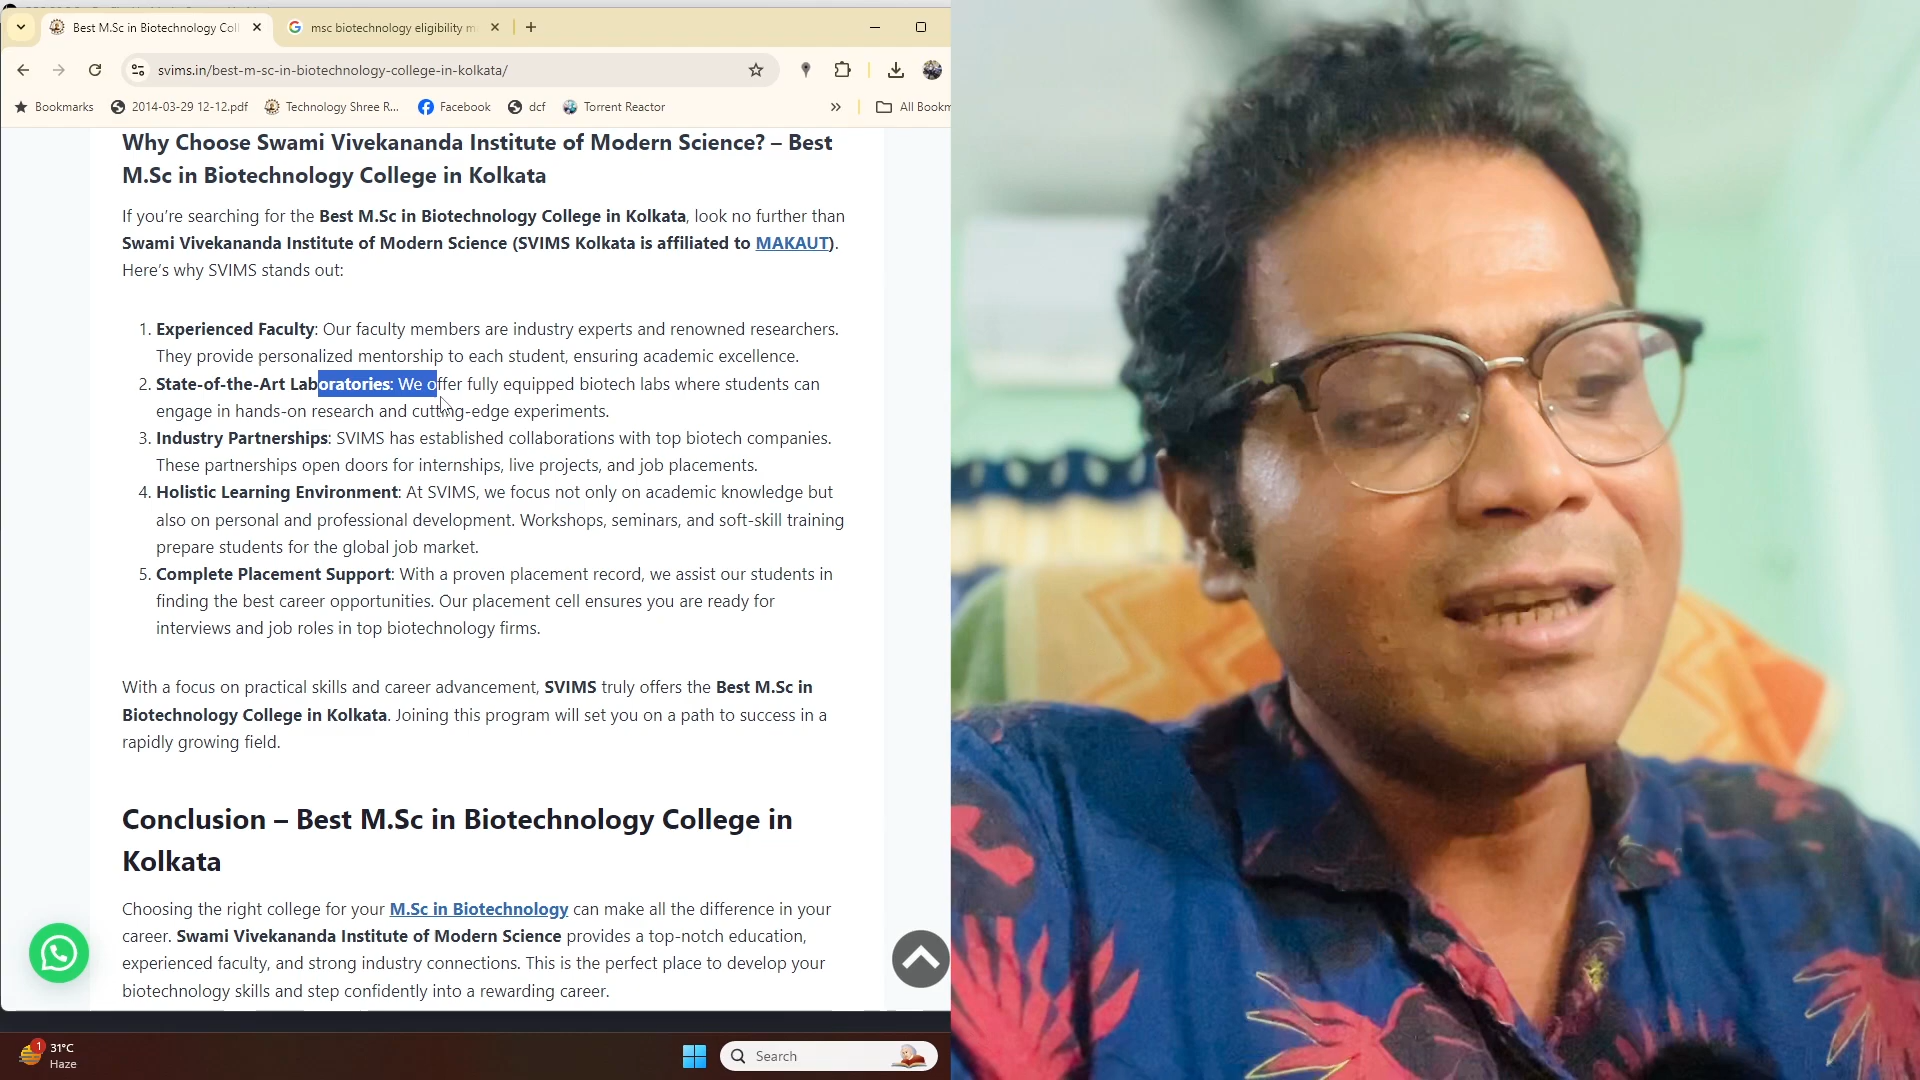 Best M.Sc in Biotechnology Coll
msc biotechnology eligibility m
svims.in/best-m-sc-in-biotechnology-college-in-kolkata/
Bookmarks
2014-03-29 12-12.pdf
Technology Shree R...
Facebook
dcf
Torrent Reactor
All Bookm
Why Choose Swami Vivekananda Institute of Modern Science? – Best
M.Sc in Biotechnology College in Kolkata
If you’re searching for the Best M.Sc in Biotechnology College in Kolkata, look no further than
Swami Vivekananda Institute of Modern Science (SVIMS Kolkata is affiliated to MAKAUT).
Here’s why SVIMS stands out:
1. Experienced Faculty: Our faculty members are industry experts and renowned researchers.
They provide personalized mentorship to each student, ensuring academic excellence.
2. State-of-the-Art Laboratories: We offer fully equipped biotech labs where students can
engage in hands-on research and cutting-edge experiments.
3. Industry Partnerships: SVIMS has established collaborations with top biotech companies.
These partnerships open doors for internships, live projects, and job placements.
4. Holistic Learning Environment: At SVIMS, we focus not only on academic knowledge but
also on personal and professional development. Workshops, seminars, and soft-skill training
prepare students for the global job market.
5. Complete Placement Support: With a proven placement record, we assist our students in
finding the best career opportunities. Our placement cell ensures you are ready for
interviews and job roles in top biotechnology firms.
With a focus on practical skills and career advancement, SVIMS truly offers the Best M.Sc in
Biotechnology College in Kolkata. Joining this program will set you on a path to success in a
rapidly growing field.
Conclusion – Best M.Sc in Biotechnology College in
Kolkata
Choosing the right college for your M.Sc in Biotechnology can make all the difference in your
career. Swami Vivekananda Institute of Modern Science provides a top-notch education,
experienced faculty, and strong industry connections. This is the perfect place to develop your
biotechnology skills and step confidently into a rewarding career.
1
31°C
Haze
Search